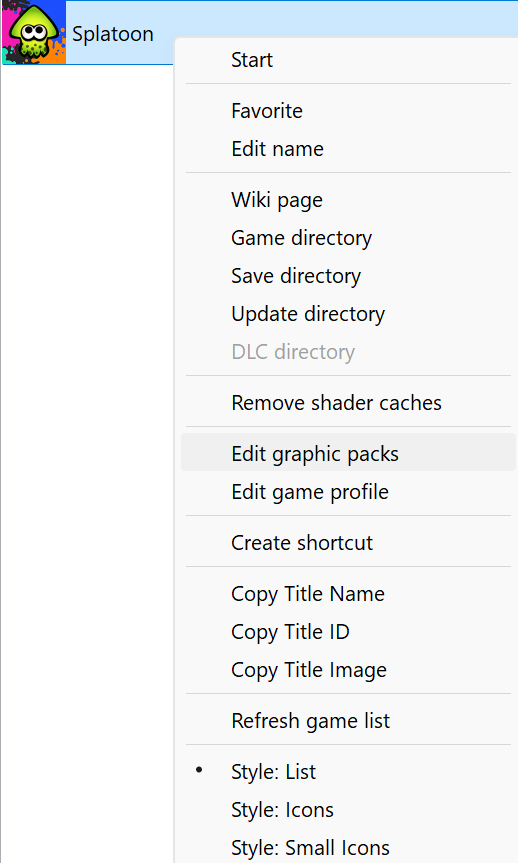 Splatoon
Start
Favorite
Edit name
Wiki page
Game directory
Save directory
Update directory
DLC directory
Remove shader caches
Edit graphic packs
Edit game profile
Create shortcut
Copy Title Name
Copy Title ID
Copy Title Image
Refresh game list
Style: List
Style: Icons
Style: Small Icons